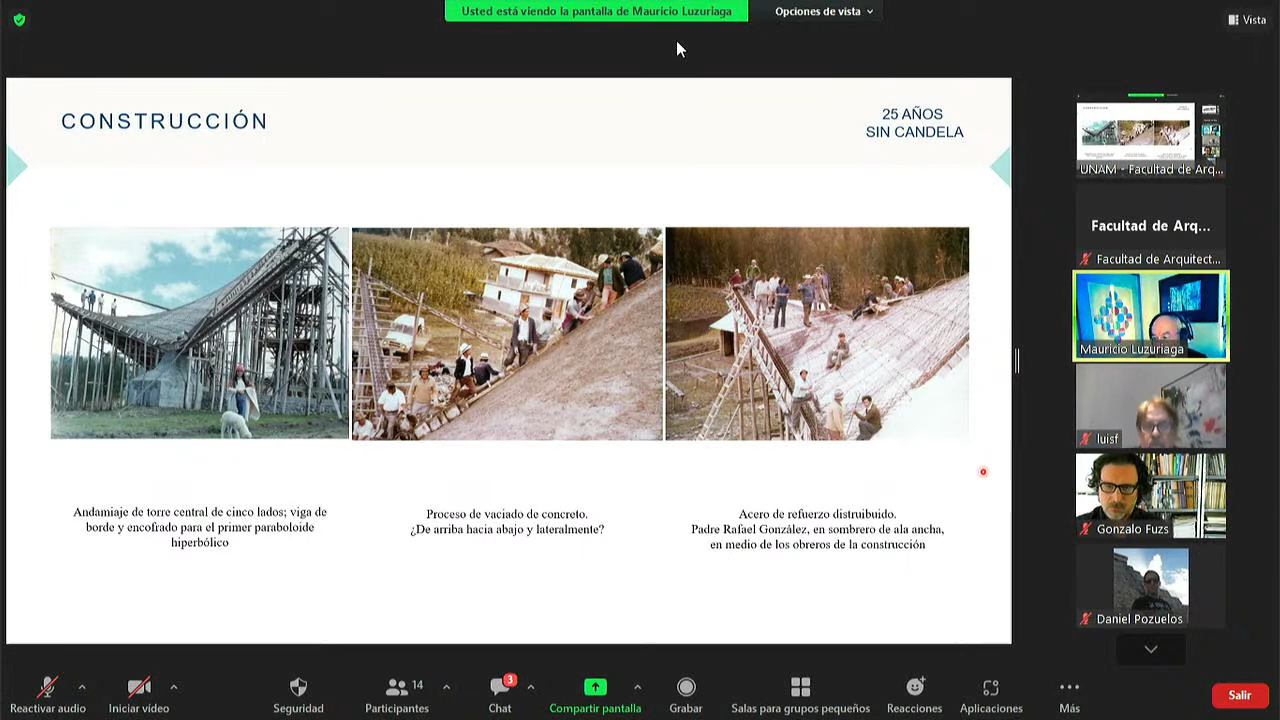 Usted está viendo la pantalla de Mauricio Luzuriaga
Opciones de vista
Vista
CONSTRUCCIÓN
25 AÑOS
SIN CANDELA
Andamiaje de torre central de cinco lados; viga de
borde y encofrado para el primer paraboloide
hiperbólico
Proceso de vaciado de concreto.
¿De arriba hacia abajo y lateralmente?
Acero de refuerzo distruibuido.
Padre Rafael González, en sombrero de ala ancha,
en medio de los obreros de la construcción
UNAM - Facultad de Arq...
Facultad de Arq...
Facultad de Arquitect...
Mauricio Luzuriaga
luisf
Gonzalo Fuzs
Daniel Pozuelos
Reactivar audio
Iniciar vídeo
Seguridad
14
Participantes
3
Chat
Compartir pantalla
Grabar
Salas para grupos pequeños
Reacciones
Aplicaciones
Más
Salir